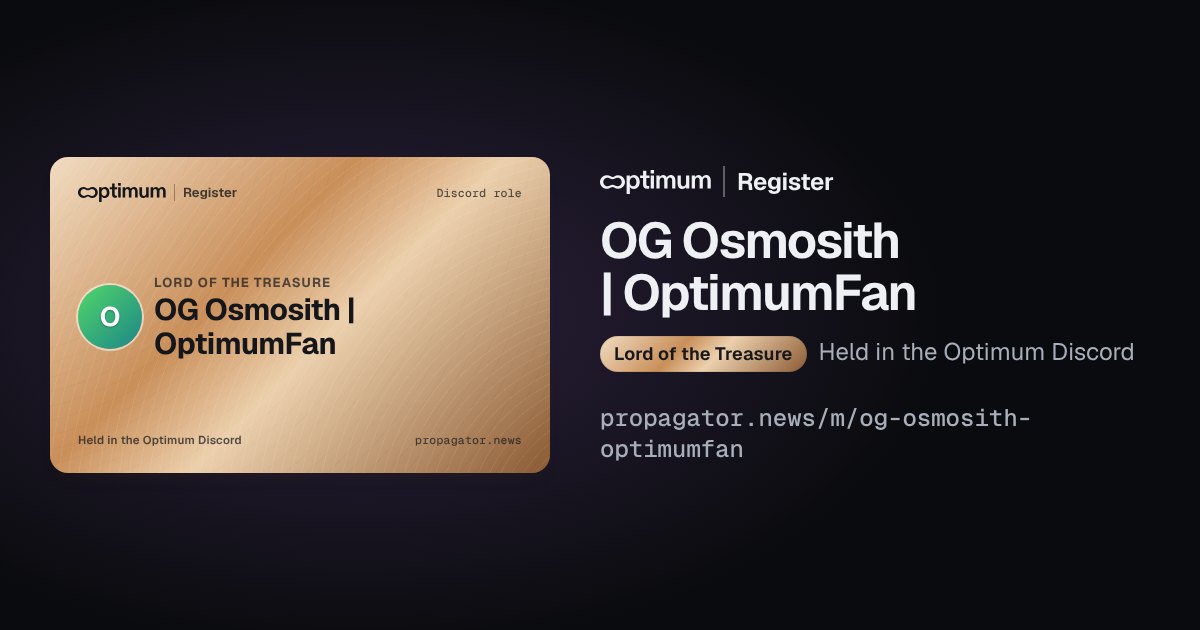 optimum | Register
Discord role
LORD OF THE TREASURE
O
OG Osmosith |
OptimumFan
Held in the Optimum Discord
propagator.news
optimum | Register
OG Osmosith
| OptimumFan
Lord of the Treasure
Held in the Optimum Discord
propagator.news/m/og-osmosith-
optimumfan